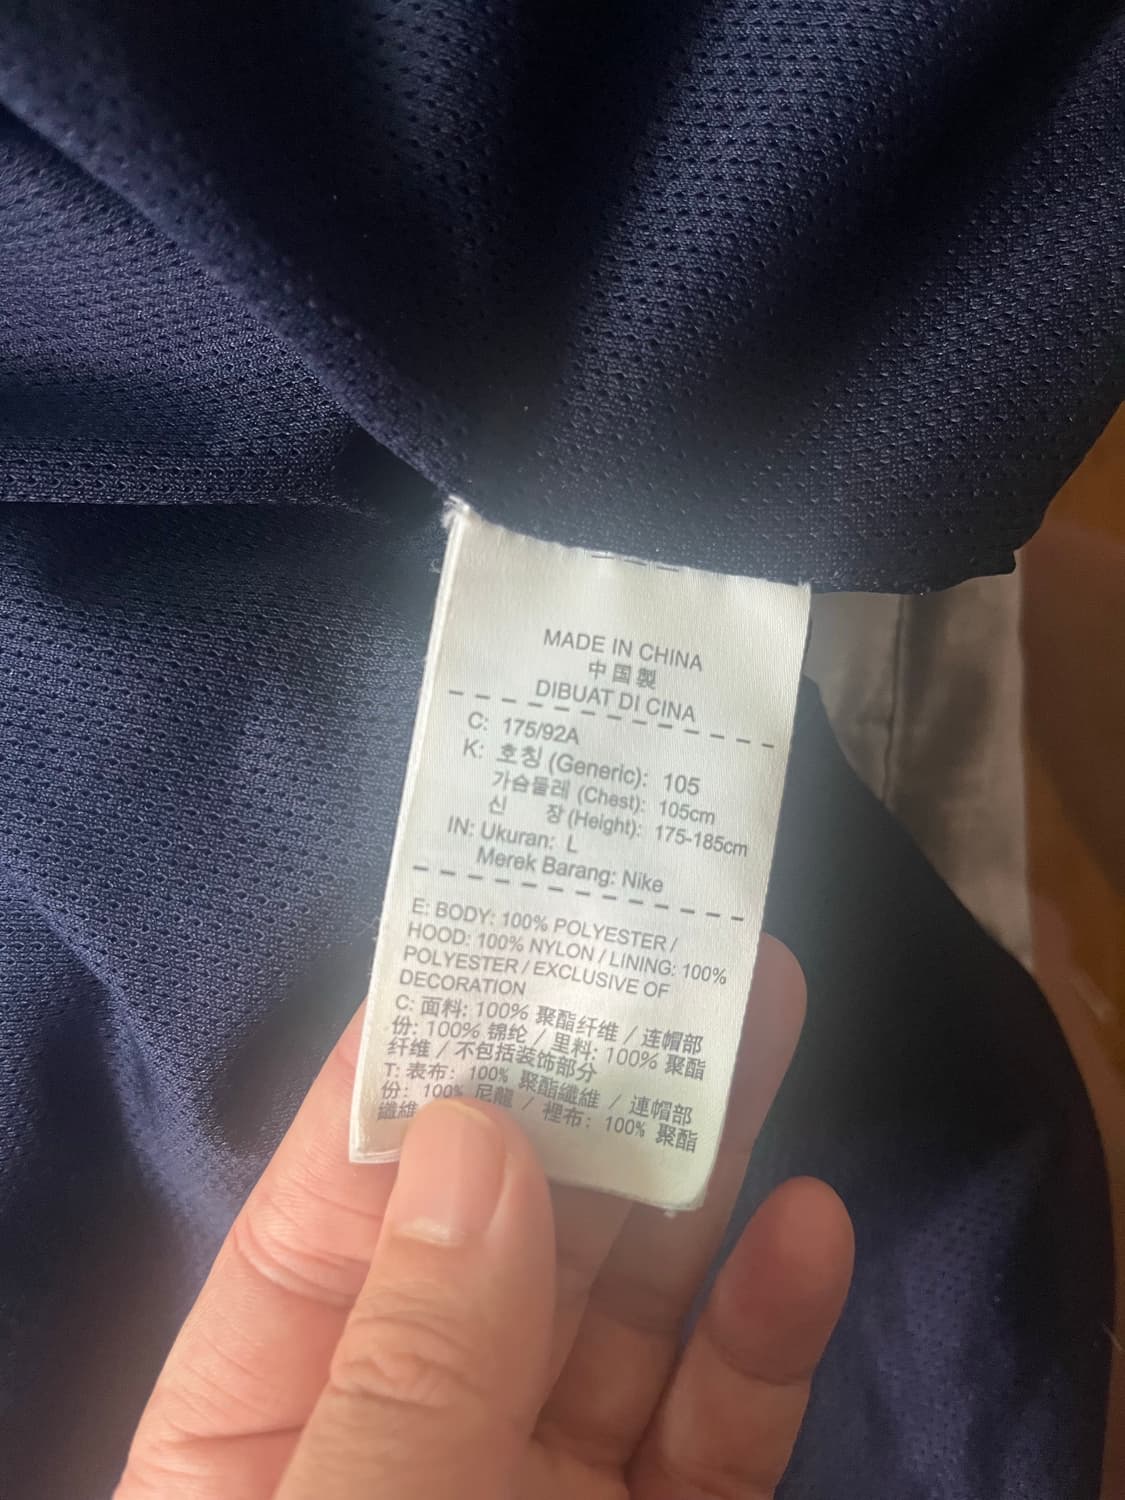 MADE IN CHINA
中国製
DIBUAT DI CINA
C: 175/92A
K: 호칭 (Generic): 105
가슴둘레 (Chest): 105cm
신 장 (Height): 175-185cm
IN: Ukuran: L
Merek Barang: Nike
E: BODY: 100% POLYESTER /
HOOD: 100% NYLON / LINING: 100%
POLYESTER / EXCLUSIVE OF
DECORATION
C: 面料: 100% 聚酯纤维 / 连帽部
份: 100% 锦纶 / 里料: 100% 聚酯
纤维 / 不包括装饰部分
T: 表布: 100% 聚酯纖維 / 連帽部
份: 100% 尼龍 / 裡布: 100% 聚酯
纖維